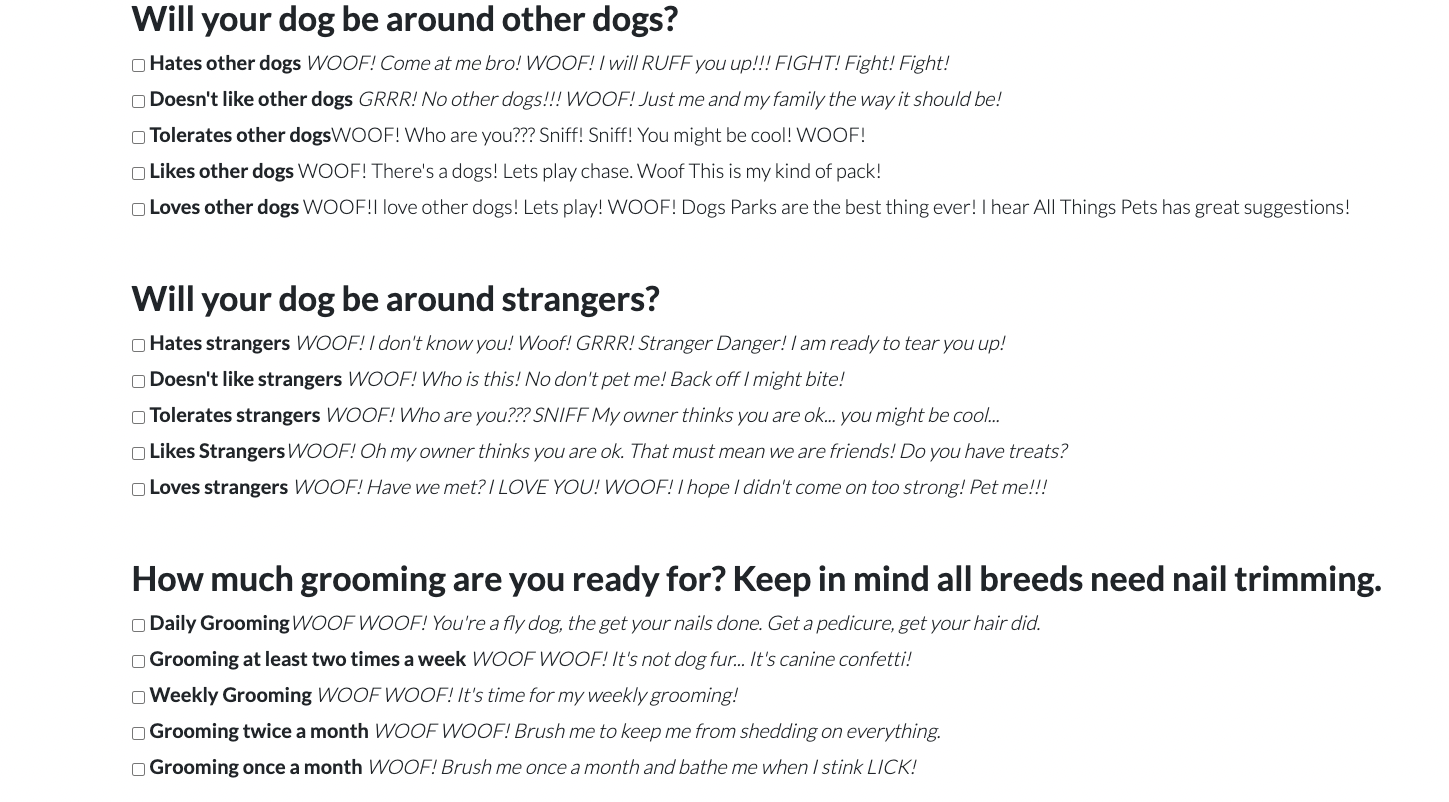 Will your dog be around other dogs?
Hates other dogs WOOF! Come at me bro! WOOF! I will RUFF you up!!! FIGHT! Fight! Fight!
Doesn't like other dogs GRRR! No other dogs!!! WOOF! Just me and my family the way it should be!
Tolerates other dogsWOOF! Who are you??? Sniff! Sniff! You might be cool! WOOF!
Likes other dogs WOOF! There's a dogs! Lets play chase. Woof This is my kind of pack!
Loves other dogs WOOF!I love other dogs! Lets play! WOOF! Dogs Parks are the best thing ever! I hear All Things Pets has great suggestions!
Will your dog be around strangers?
Hates strangers WOOF! I don't know you! Woof! GRRR! Stranger Danger! I am ready to tear you up!
Doesn't like strangers WOOF! Who is this! No don't pet me! Back off I might bite!
Tolerates strangers WOOF! Who are you??? SNIFF My owner thinks you are ok... you might be cool...
Likes StrangersWOOF! Oh my owner thinks you are ok. That must mean we are friends! Do you have treats?
Loves strangers WOOF! Have we met? I LOVE YOU! WOOF! I hope I didn't come on too strong! Pet me!!!
How much grooming are you ready for? Keep in mind all breeds need nail trimming.
Daily GroomingWOOF WOOF! You're a fly dog, the get your nails done. Get a pedicure, get your hair did.
Grooming at least two times a week WOOF WOOF! It's not dog fur... It's canine confetti!
Weekly Grooming WOOF WOOF! It's time for my weekly grooming!
Grooming twice a month WOOF WOOF! Brush me to keep me from shedding on everything.
Grooming once a month WOOF! Brush me once a month and bathe me when I stink LICK!